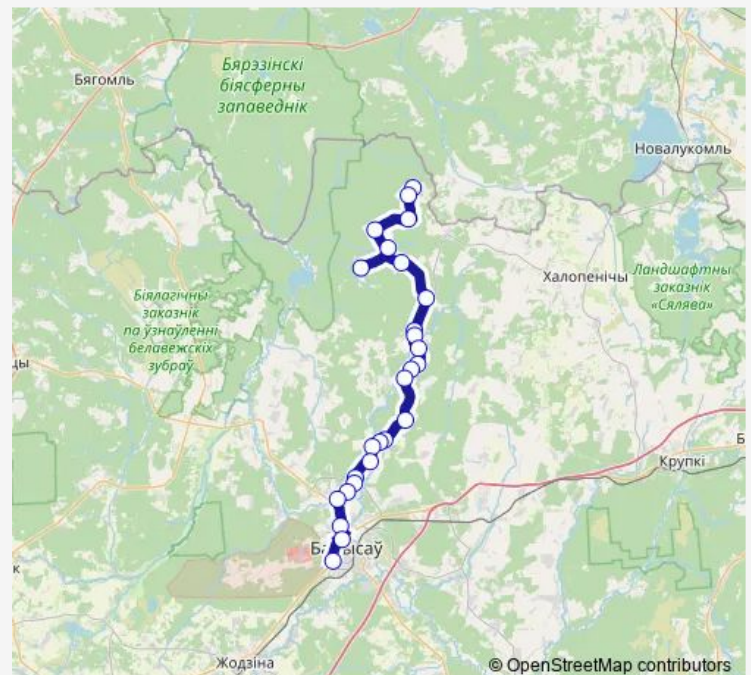 Бягомль
Бярэзінскі
біясферны
запаведнік
Новалукомль
Халопенічы
Ландшафтны
заказнік
«Сялява»
Біялагічны
заказнік
па ўзнаўленні
белавежскіх
зуброў
цы
Крупкі
Б
к
Жодзіна
© OpenStreetMap contributors